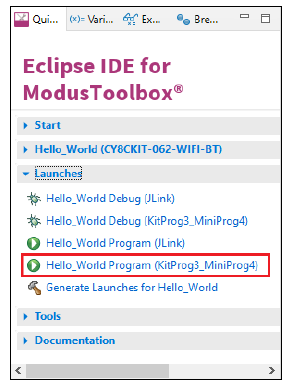 Qui...
(x)= Vari...
Ex...
Bre...
Eclipse IDE for
ModusToolbox®
Start
Hello_World (CY8CKIT-062-WIFI-BT)
Launches
Hello_World Debug (JLink)
Hello_World Debug (KitProg3_MiniProg4)
Hello_World Program (JLink)
Hello_World Program (KitProg3_MiniProg4)
Generate Launches for Hello_World
Tools
Documentation